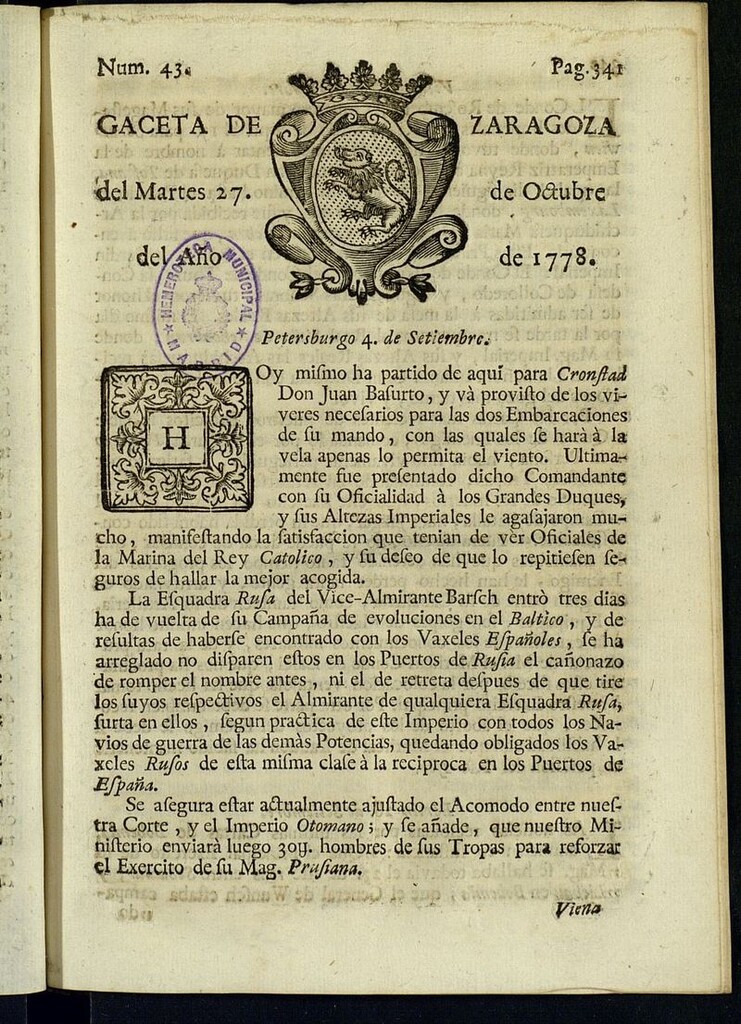 Num. 43.
Pag. 341
GACETA DE ZARAGOZA
del Martes 27. de Octubre
del Año de 1778.
HEMEROTECA MUNICIPAL
★ MADRID ★
Petersburgo 4. de Setiembre.
HOy miſmo ha partido de aqui para Cronſtad
Don Juan Baſurto, y và proviſto de los vi-
veres neceſarios para las dos Embarcaciones
de ſu mando, con las quales ſe harà à la
vela apenas lo permita el viento. Ultima-
mente fue preſentado dicho Comandante
con ſu Oficialidad à los Grandes Duques,
y ſus Altezas Imperiales le agaſajaron mu-
cho, manifeſtando la ſatisfaccion que tenian de ver Oficiales de
la Marina del Rey Catolico, y ſu deſeo de que lo repitieſen ſe-
guros de hallar la mejor acogida.
La Eſquadra Ruſa del Vice-Almirante Barſch entrò tres dias
ha de vuelta de ſu Campaña de evoluciones en el Baltico, y de
reſultas de haberſe encontrado con los Vaxeles Eſpañoles, ſe ha
arreglado no diſparen eſtos en los Puertos de Ruſia el cañonazo
de romper el nombre antes, ni el de retreta deſpues de que tire
los ſuyos reſpectivos el Almirante de qualquiera Eſquadra Ruſa,
ſurta en ellos, ſegun practica de eſte Imperio con todos los Na-
vios de guerra de las demàs Potencias, quedando obligados los Va-
xeles Ruſos de eſta miſma claſe à la reciproca en los Puertos de
Eſpaña.
Se aſegura eſtar actualmente ajuſtado el Acomodo entre nueſ-
tra Corte, y el Imperio Otomano; y ſe añade, que nueſtro Mi-
niſterio enviarà luego 30y. hombres de ſus Tropas para reforzar
el Exercito de ſu Mag. Pruſiana.
Viena